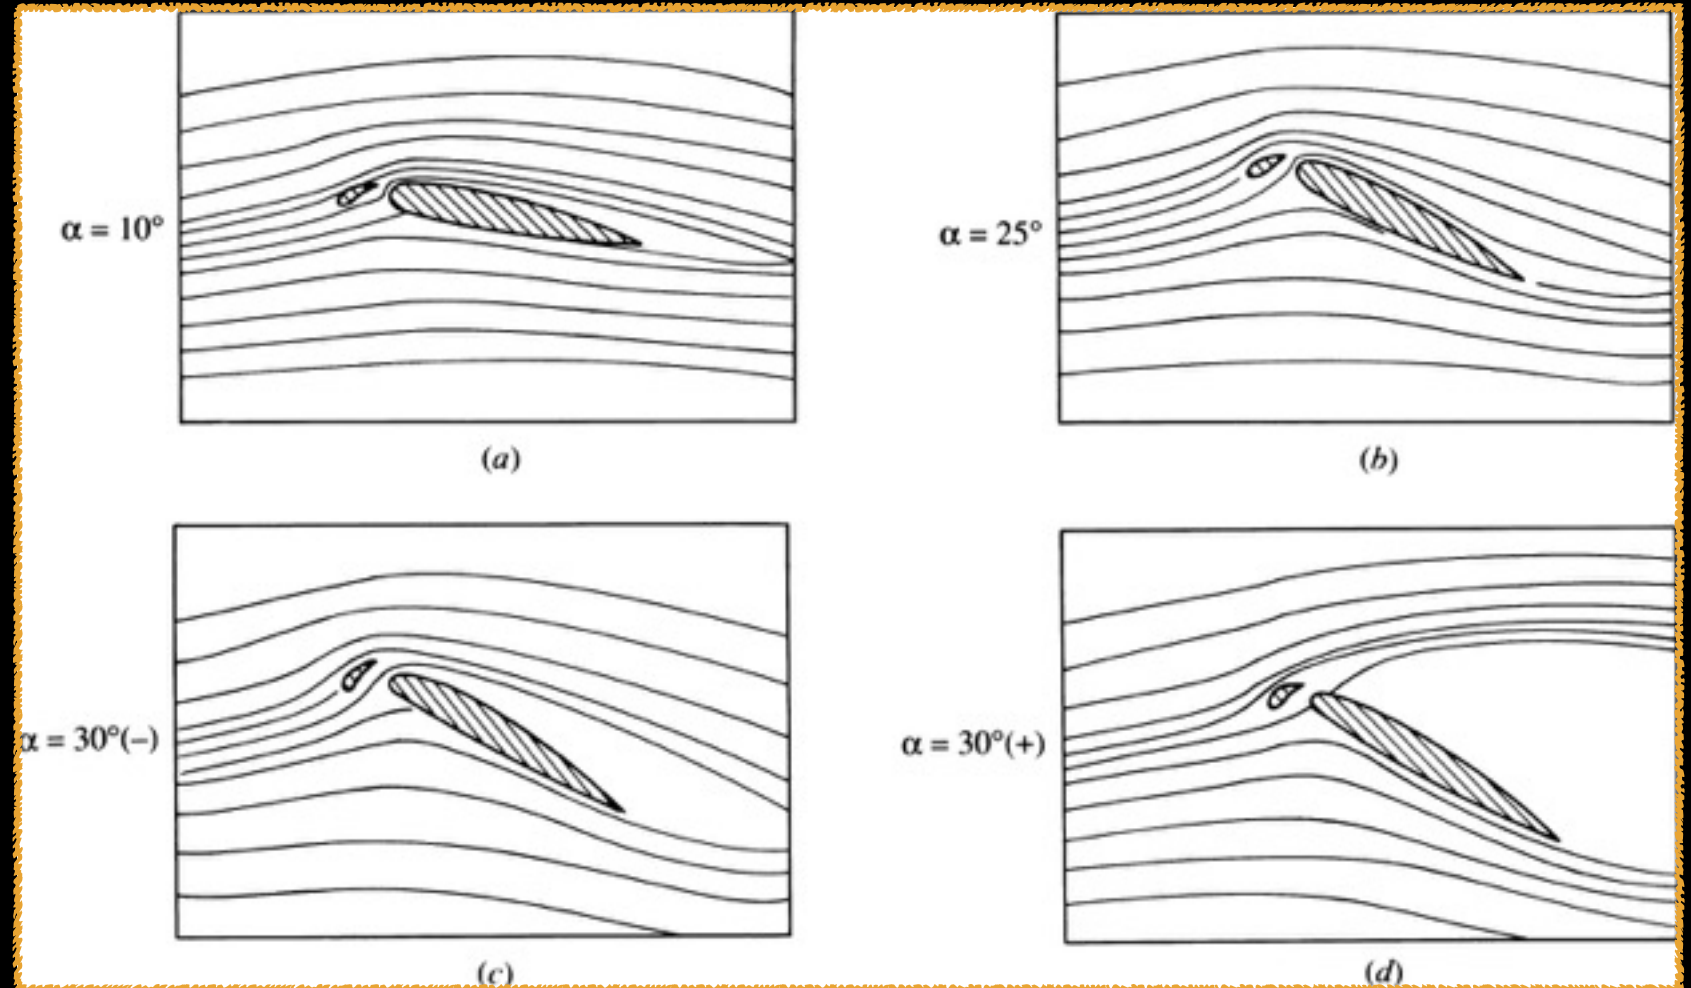 α = 10°
α = 25°
(a)
(b)
α = 30°(–)
α = 30°(+)
(c)
(d)